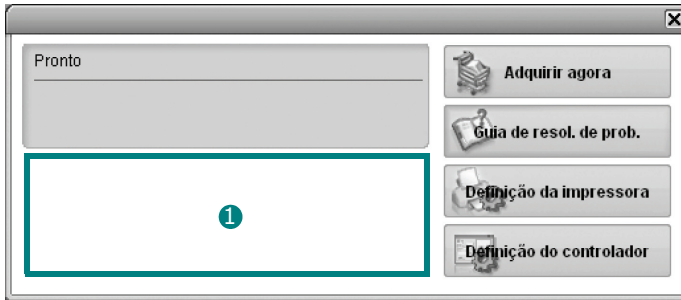 Pronto
Adquirir agora
Guia de resol. de prob.
Definição da impressora
Definição do controlador
1